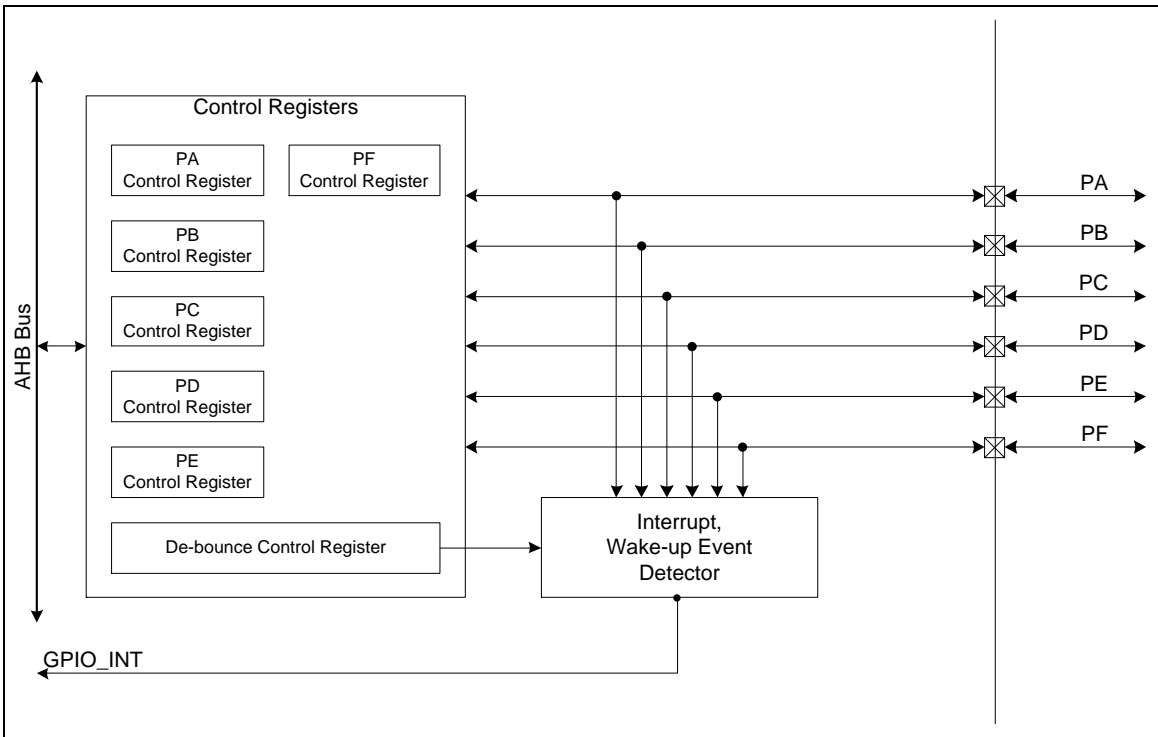 Control Registers
PA
Control Register
PF
Control Register
PB
Control Register
PC
Control Register
PD
Control Register
PE
Control Register
De-bounce Control Register
AHB Bus
Interrupt,
Wake-up Event
Detector
GPIO_INT
PA
PB
PC
PD
PE
PF